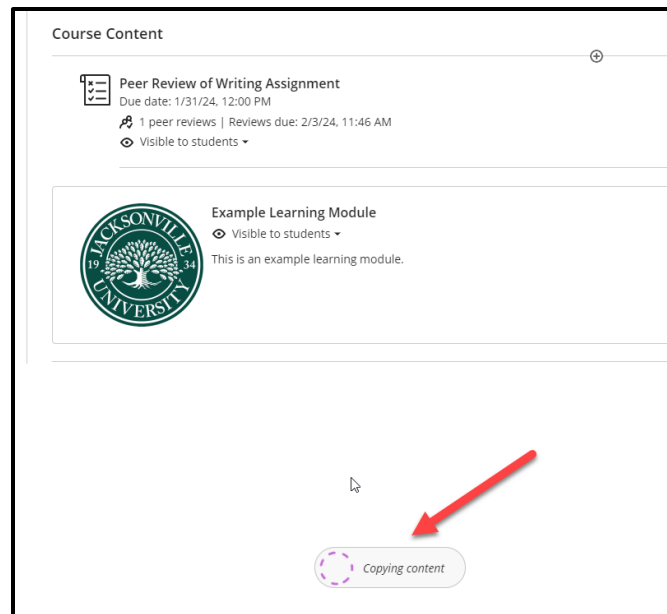 Course Content
Peer Review of Writing Assignment
Due date: 1/31/24, 12:00 PM
1 peer reviews | Reviews due: 2/3/24, 11:46 AM
Visible to students
JACKSONVILLE
19 34
UNIVERSITY
Example Learning Module
Visible to students
This is an example learning module.
Copying content